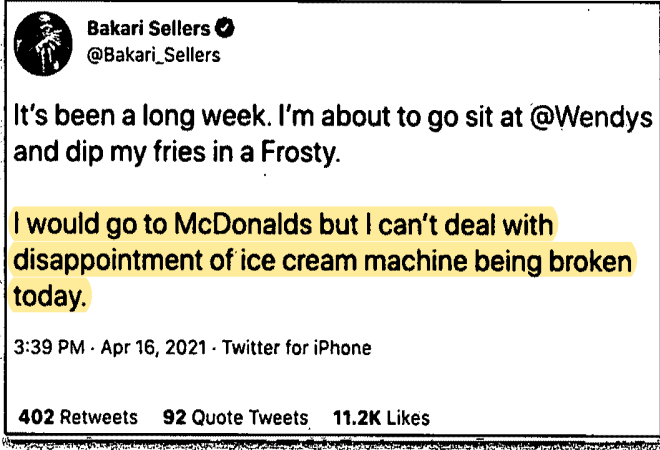 Bakari Sellers
@Bakari_Sellers
It's been a long week. I'm about to go sit at @Wendys
and dip my fries in a Frosty.
I would go to McDonalds but I can't deal with
disappointment of ice cream machine being broken
today.
3:39 PM · Apr 16, 2021 · Twitter for iPhone
402 Retweets 92 Quote Tweets 11.2K Likes